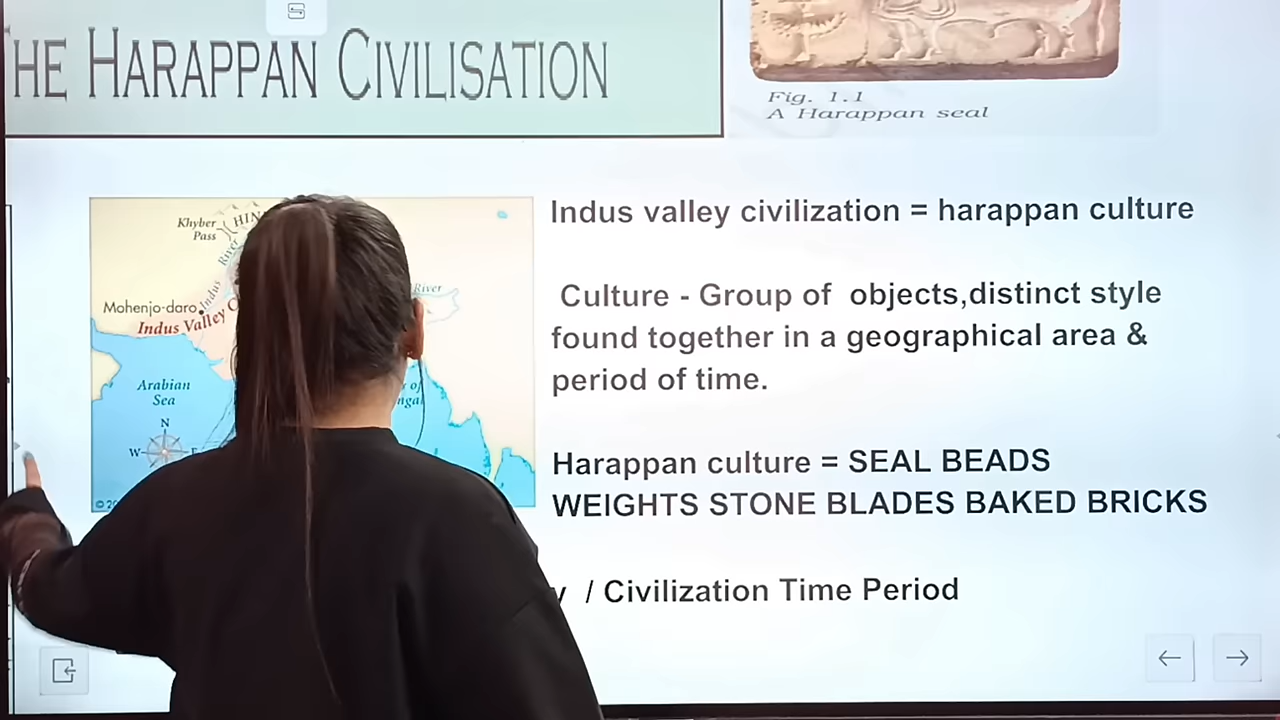 HE HARAPPAN CIVILISATION
Fig. 1.1
A Harappan seal
Khyber
Pass
HIN
River
Indus
Mohenjo-daro
Indus Valley C
River
Arabian
Sea
N
W
E
Indus valley civilization = harappan culture
Culture - Group of objects,distinct style
found together in a geographical area &
period of time.
Harappan culture = SEAL BEADS
WEIGHTS STONE BLADES BAKED BRICKS
/ Civilization Time Period